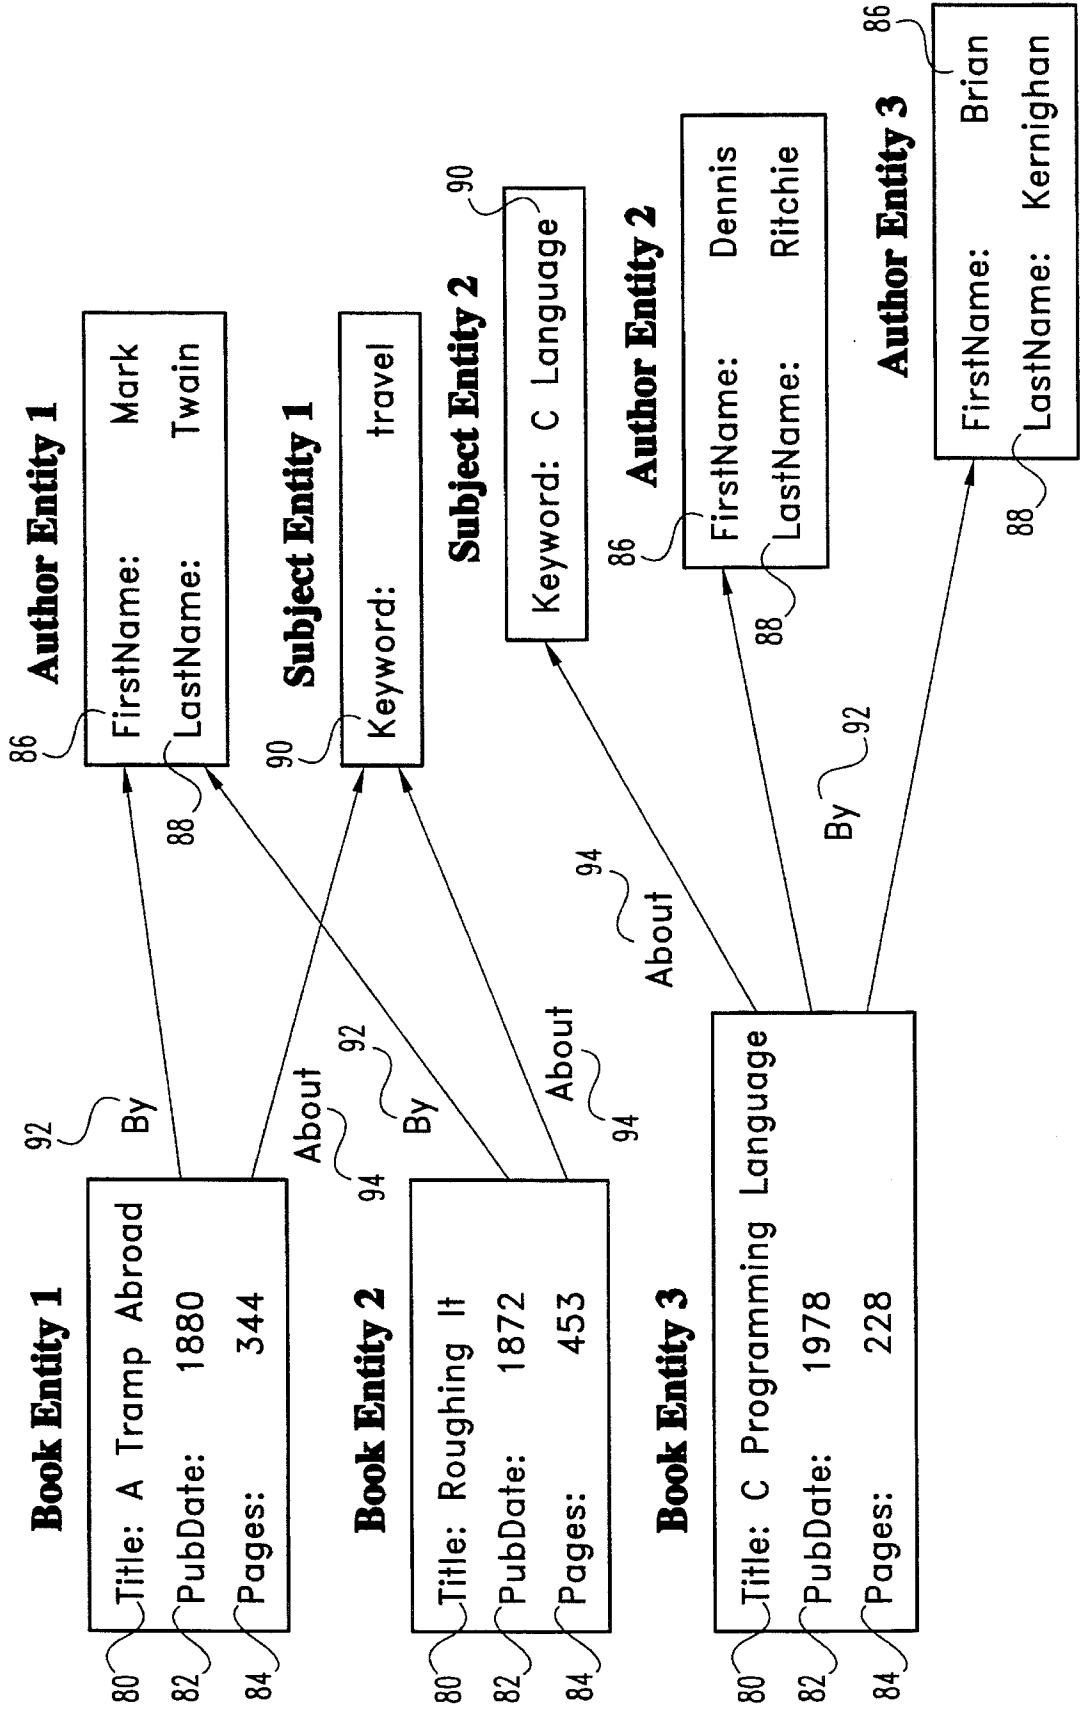 Book Entity 1
80 Title: A Tramp Abroad
82 PubDate: 1880
84 Pages: 344
92
By
About
94
Author Entity 1
86
FirstName: Mark
LastName: Twain
88
Book Entity 2
80 Title: Roughing It
82 PubDate: 1872
84 Pages: 453
92
By
About
94
Subject Entity 1
90
Keyword: travel
Book Entity 3
80 Title: C Programming Language
82 PubDate: 1978
84 Pages: 228
94
About
By 92
Subject Entity 2
90
Keyword: C Language
Author Entity 2
86
FirstName: Dennis
LastName: Ritchie
88
Author Entity 3
86
FirstName: Brian
LastName: Kernighan
88